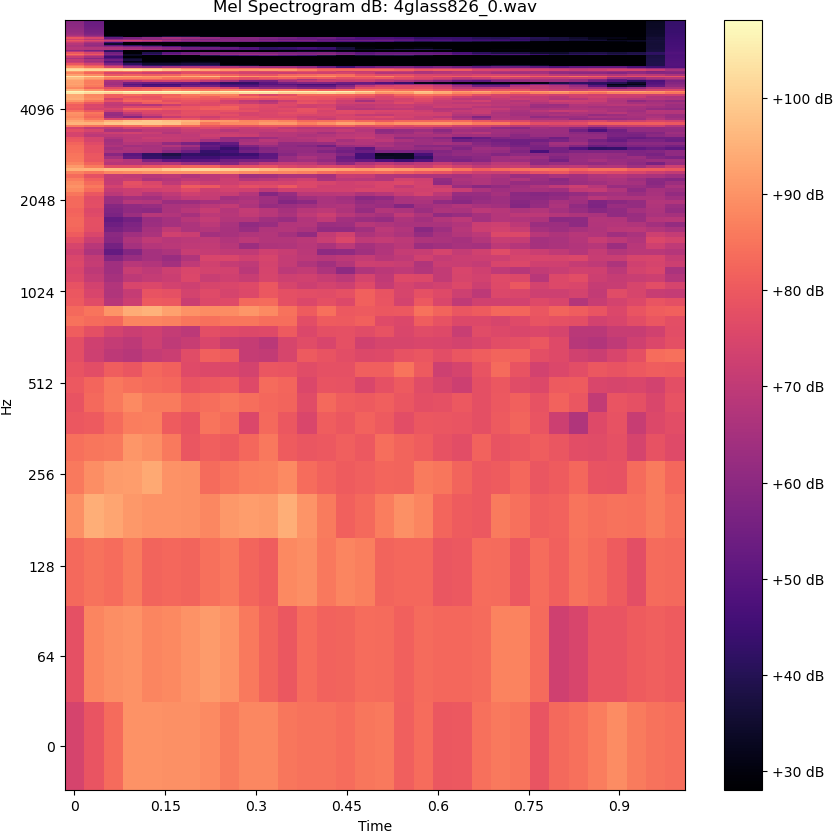 Mel Spectrogram dB: 4glass826_0.wav
Hz
4096
2048
1024
512
256
128
64
0
0
0.15
0.3
0.45
0.6
0.75
0.9
Time
+100 dB
+90 dB
+80 dB
+70 dB
+60 dB
+50 dB
+40 dB
+30 dB